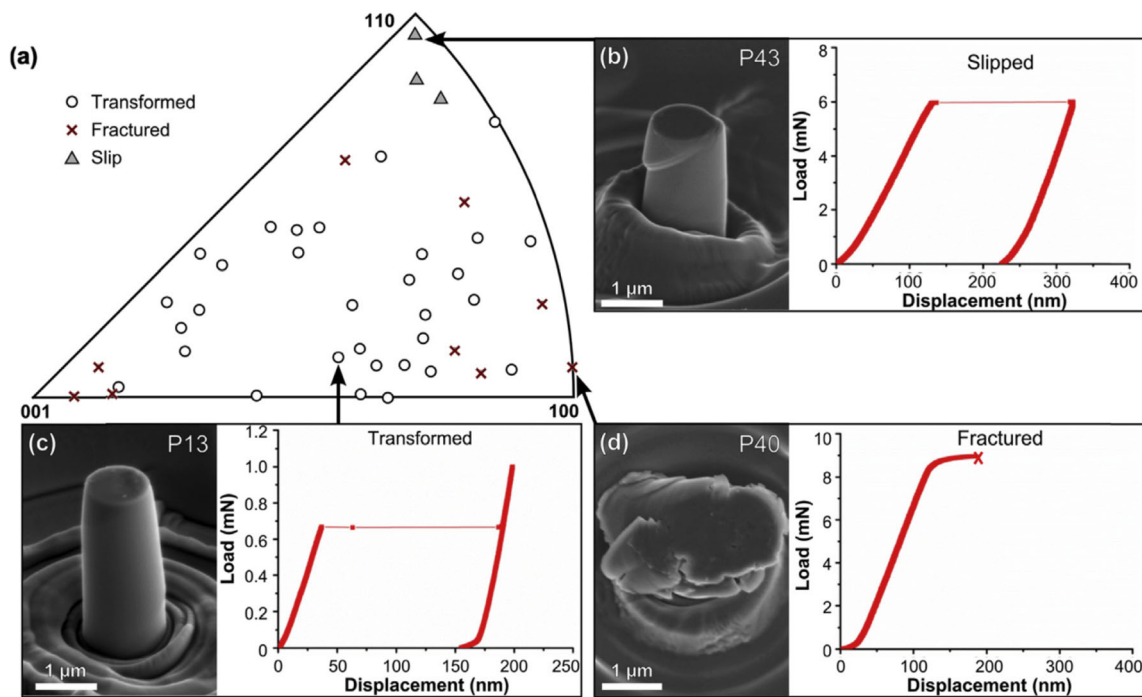 (a)
110
001
100
Transformed
Fractured
Slip
(b)
P43
1 µm
Slipped
Load (mN)
8
6
4
2
0
0 100 200 300 400
Displacement (nm)
(c)
P13
1 µm
Transformed
Load (mN)
1.2
1.0
0.8
0.6
0.4
0.2
0
0 50 100 150 200 250
Displacement (nm)
(d)
P40
1 µm
Fractured
Load (mN)
10
8
6
4
2
0
0 100 200 300 400
Displacement (nm)